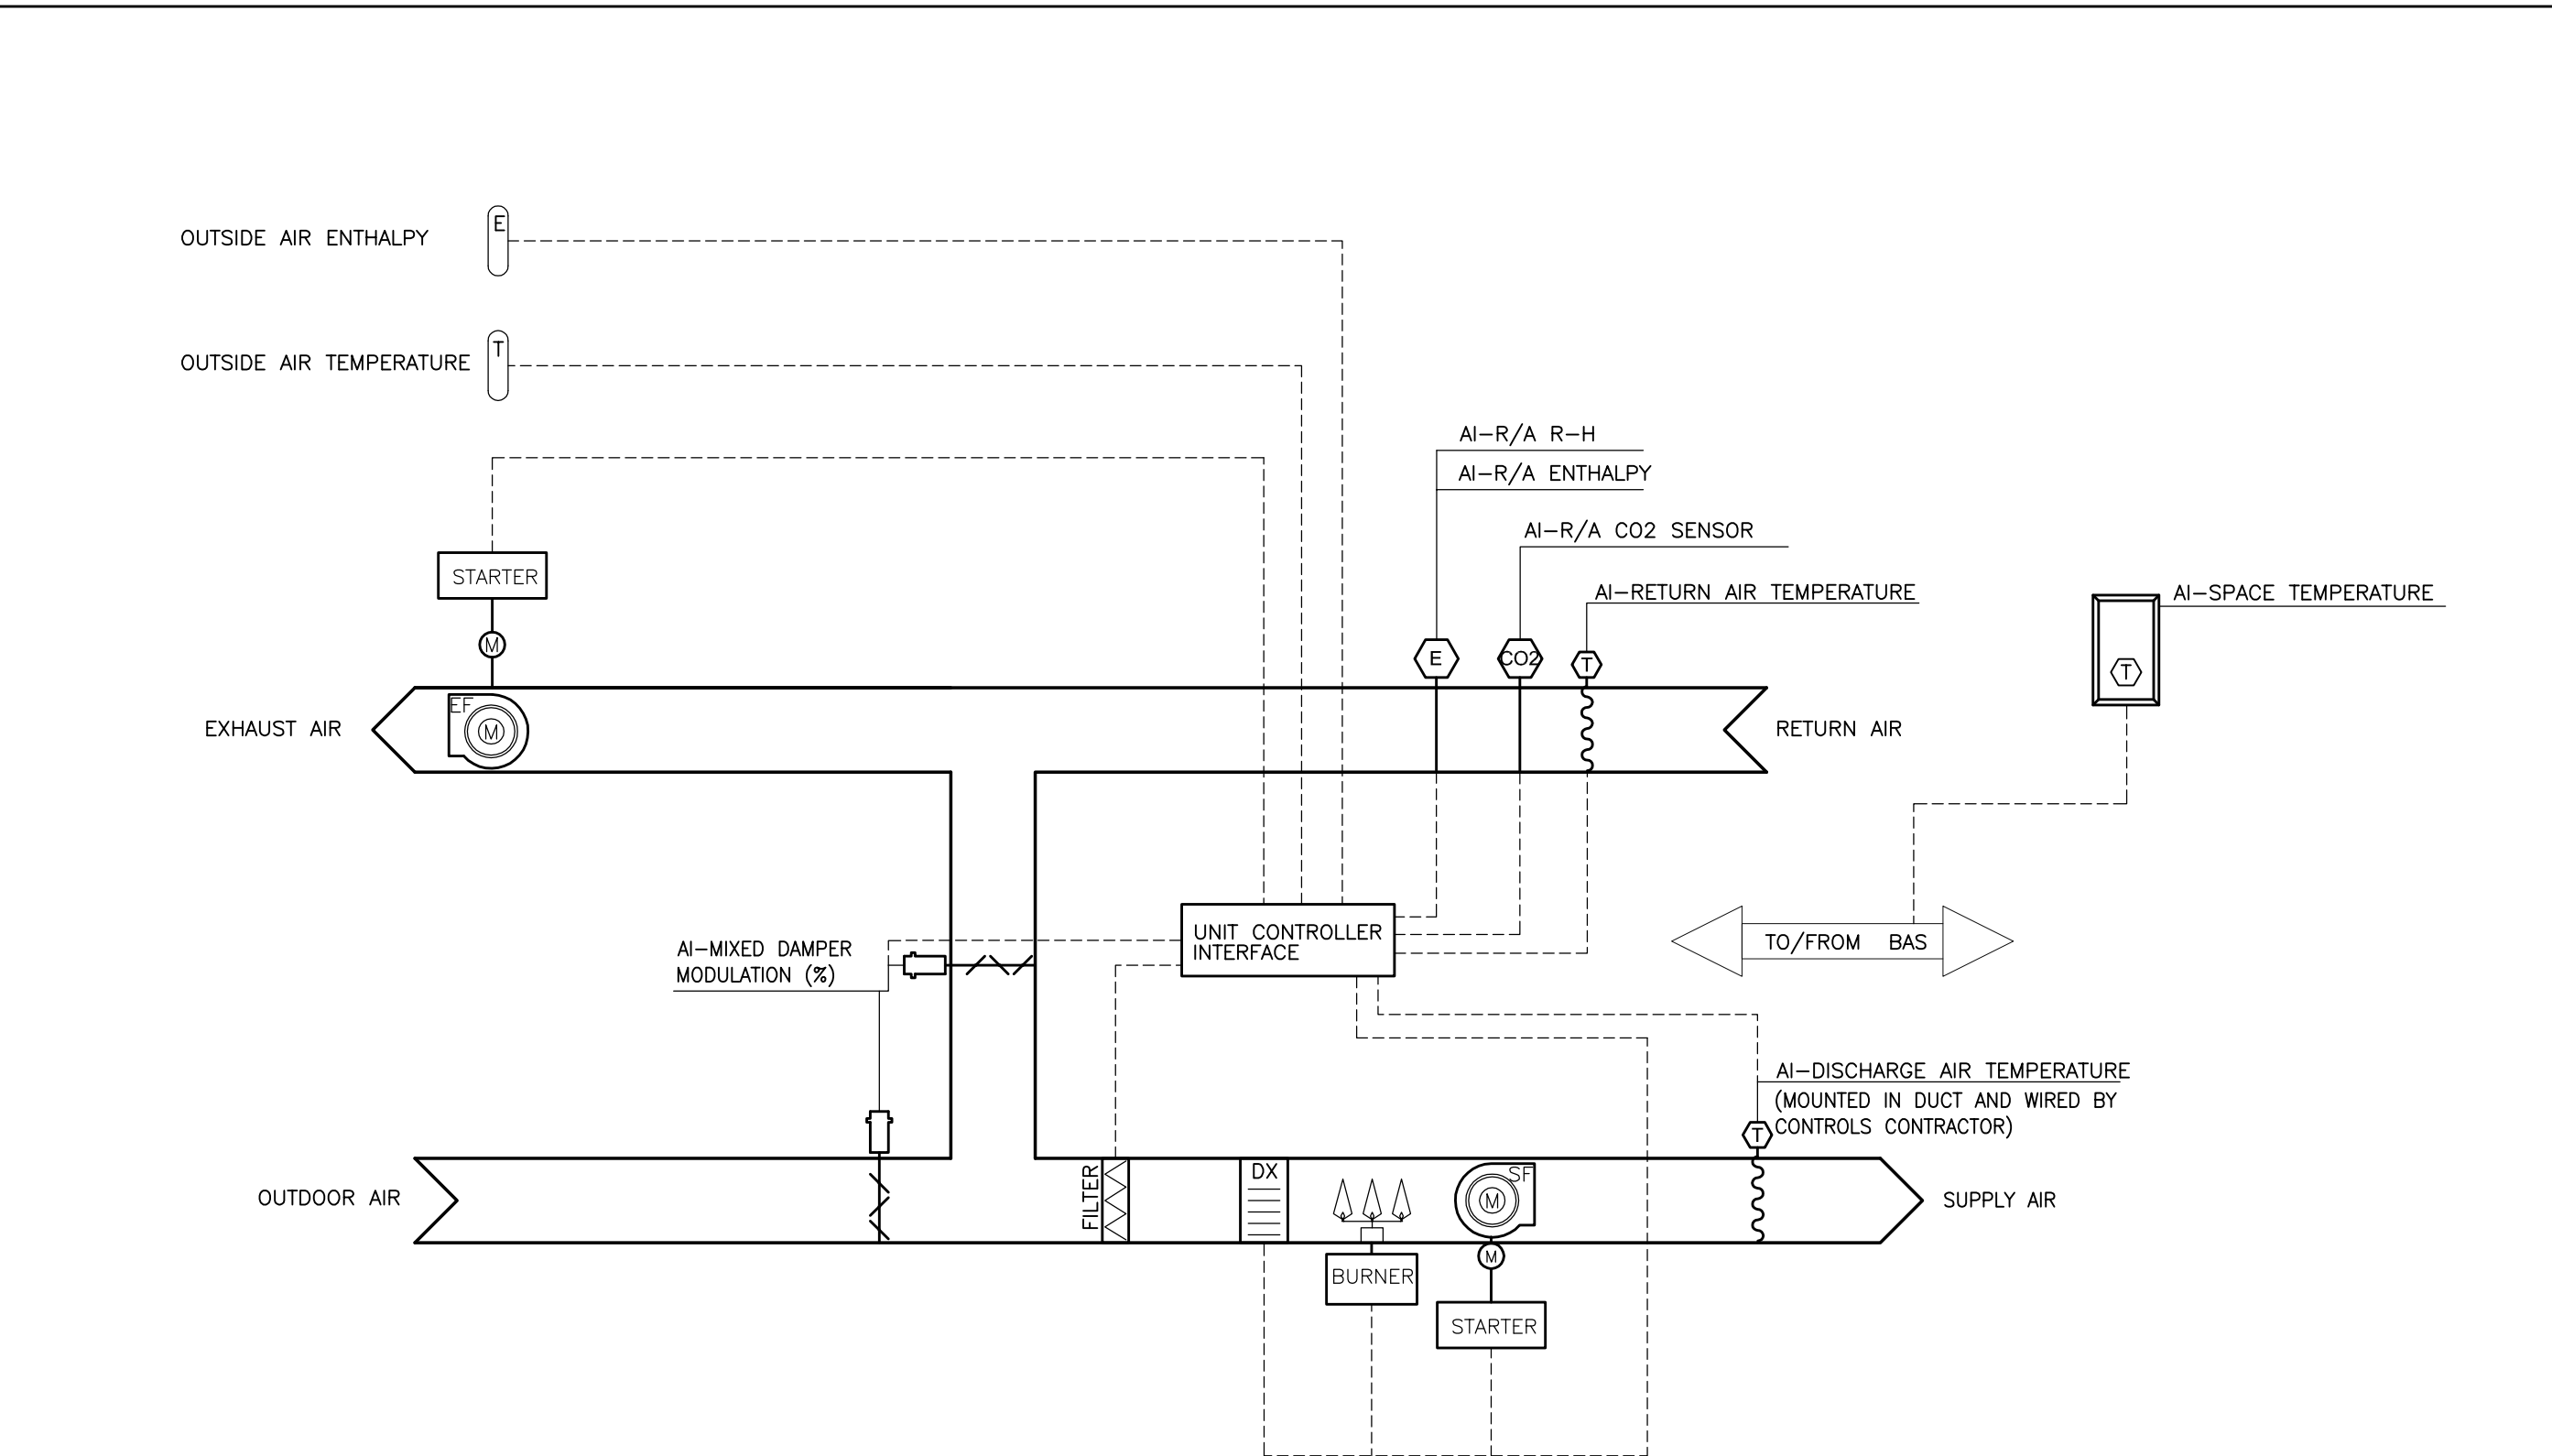 E
OUTSIDE AIR ENTHALPY
T
OUTSIDE AIR TEMPERATURE
AI-R/A R-H
AI-R/A ENTHALPY
AI-R/A CO2 SENSOR
STARTER
AI-RETURN AIR TEMPERATURE
AI-SPACE TEMPERATURE
M
E
CO2
T
T
EF
M
EXHAUST AIR
RETURN AIR
UNIT CONTROLLER
INTERFACE
TO/FROM BAS
AI-MIXED DAMPER
MODULATION (%)
AI-DISCHARGE AIR TEMPERATURE
(MOUNTED IN DUCT AND WIRED BY
CONTROLS CONTRACTOR)
T
OUTDOOR AIR
FILTER
DX
SF
M
SUPPLY AIR
M
BURNER
STARTER